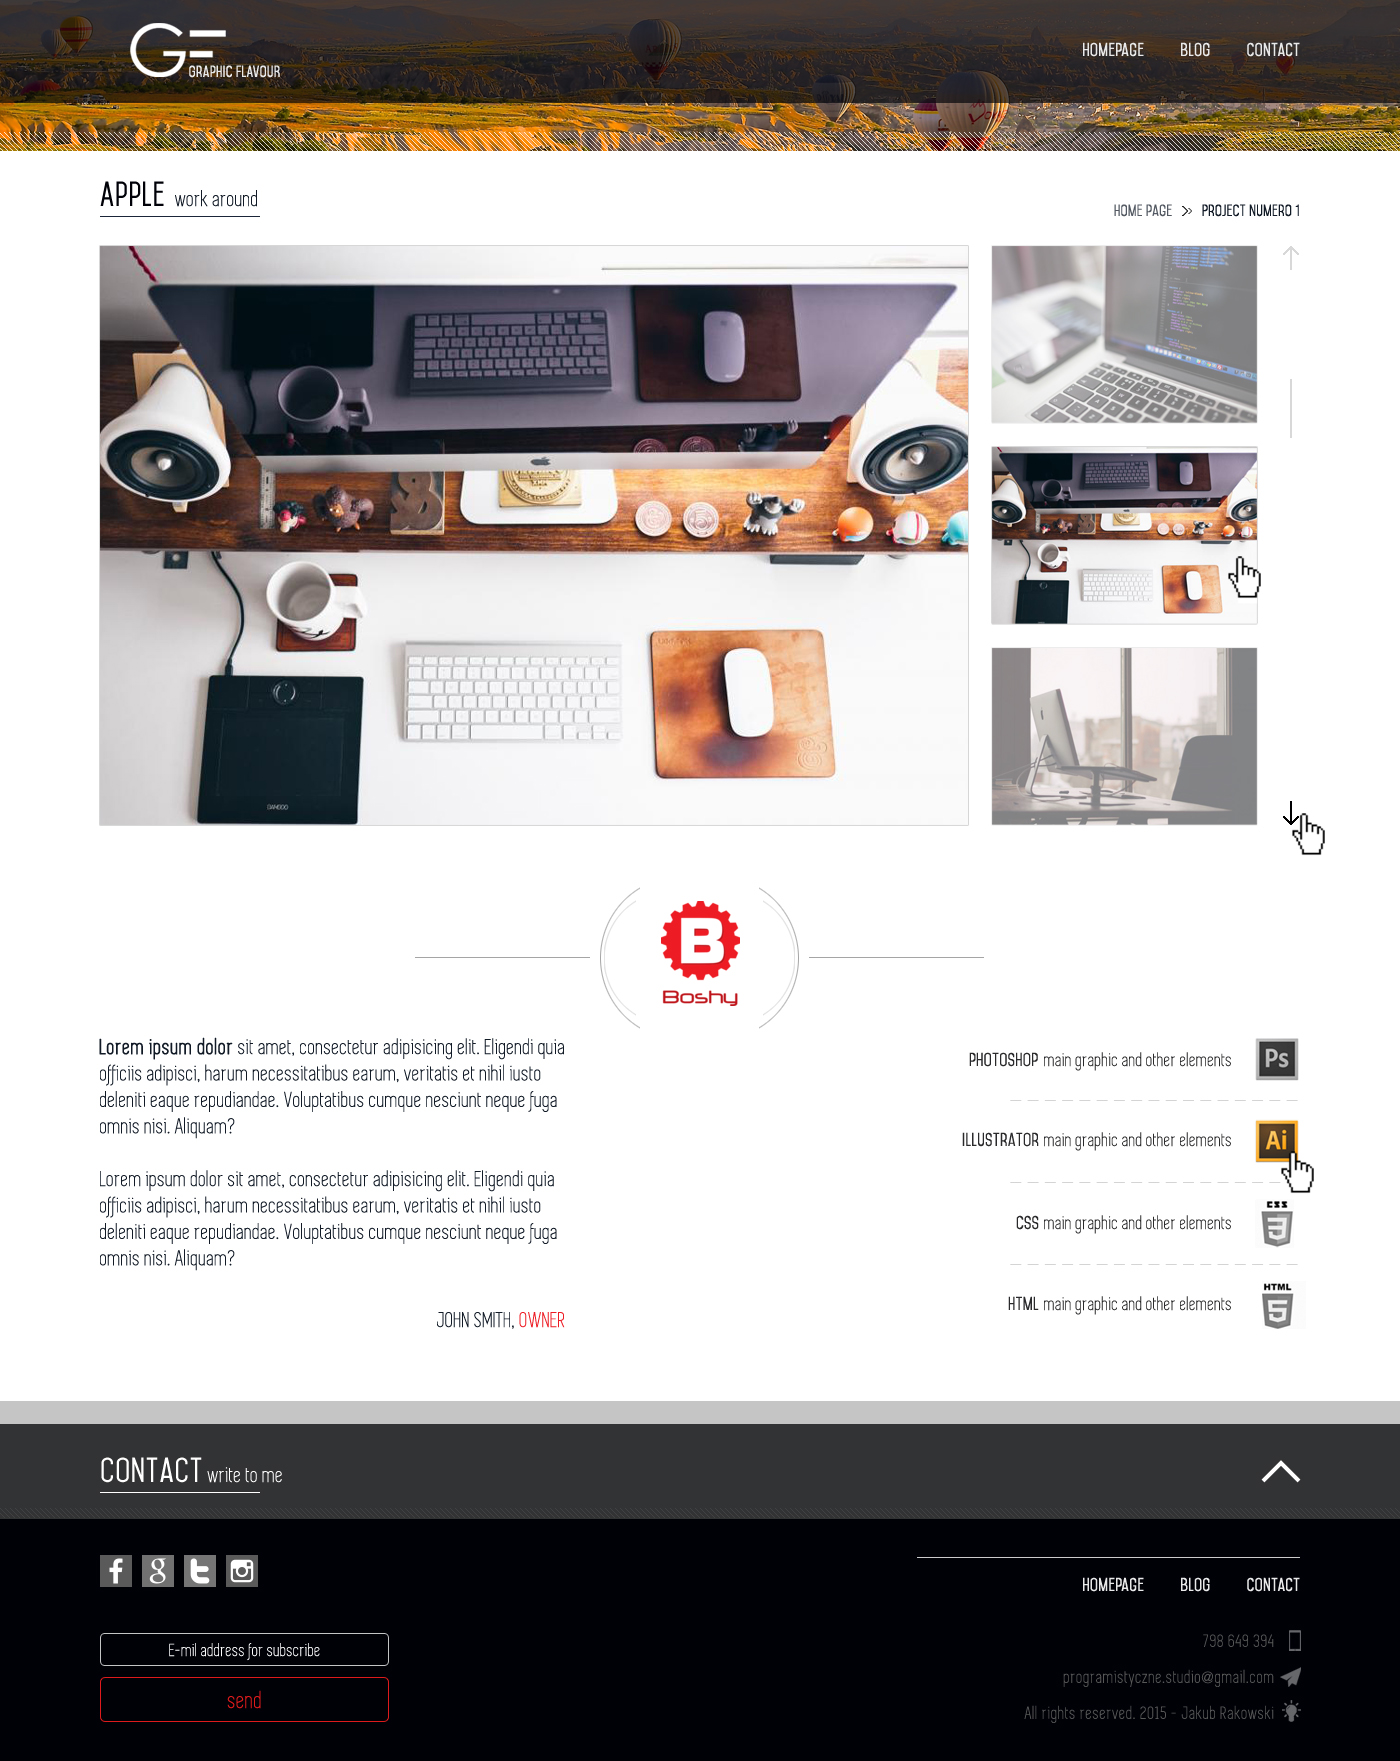 GRAPHIC FLAVOUR
HOMEPAGE BLOG CONTACT
APPLE work around
HOME PAGE >> PROJECT NUMERO 1
BAMBOO
B
Boshy
Lorem ipsum dolor sit amet, consectetur adipisicing elit. Eligendi quia
officiis adipisci, harum necessitatibus earum, veritatis et nihil iusto
deleniti eaque repudiandae. Voluptatibus cumque nesciunt neque fuga
omnis nisi. Aliquam?
Lorem ipsum dolor sit amet, consectetur adipisicing elit. Eligendi quia
officiis adipisci, harum necessitatibus earum, veritatis et nihil iusto
deleniti eaque repudiandae. Voluptatibus cumque nesciunt neque fuga
omnis nisi. Aliquam?
JOHN SMITH, OWNER
PHOTOSHOP main graphic and other elements Ps
ILLUSTRATOR main graphic and other elements Ai
CSS main graphic and other elements CSS 3
HTML main graphic and other elements HTML 5
CONTACT write to me
HOMEPAGE BLOG CONTACT
E-mil address for subscribe
send
798 649 394
programistyczne.studio@gmail.com
All rights reserved. 2015 - Jakub Rakowski